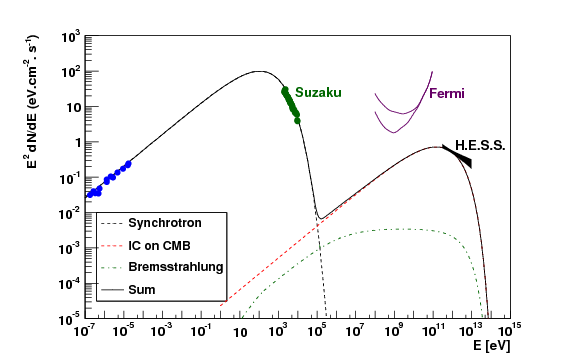 E² dN/dE (eV.cm⁻². s⁻¹)
10³
10²
10
1
10⁻¹
10⁻²
10⁻³
10⁻⁴
10⁻⁵
Suzaku
Fermi
H.E.S.S.
Synchrotron
IC on CMB
Bremsstrahlung
Sum
10⁻⁷ 10⁻⁵ 10⁻³ 10⁻¹ 10 10³ 10⁵ 10⁷ 10⁹ 10¹¹ 10¹³ 10¹⁵
E [eV]